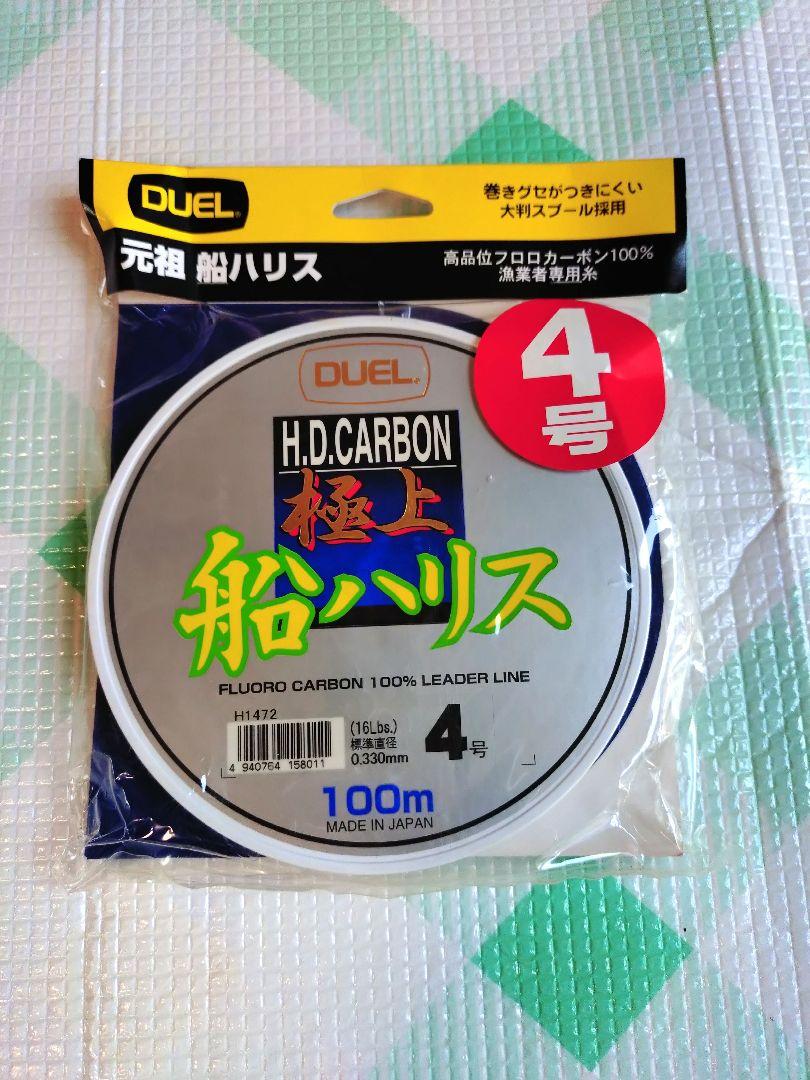 DUEL®
巻きグセがつきにくい
大判スプール採用
元祖 船ハリス
高品位フロロカーボン100%
漁業者専用糸
4
号
DUEL®
H.D.CARBON
極上
船ハリス
FLUORO CARBON 100% LEADER LINE
H1472
4 940764 158011
(16Lbs.)
標準直径
0.330mm
4号
100m
MADE IN JAPAN